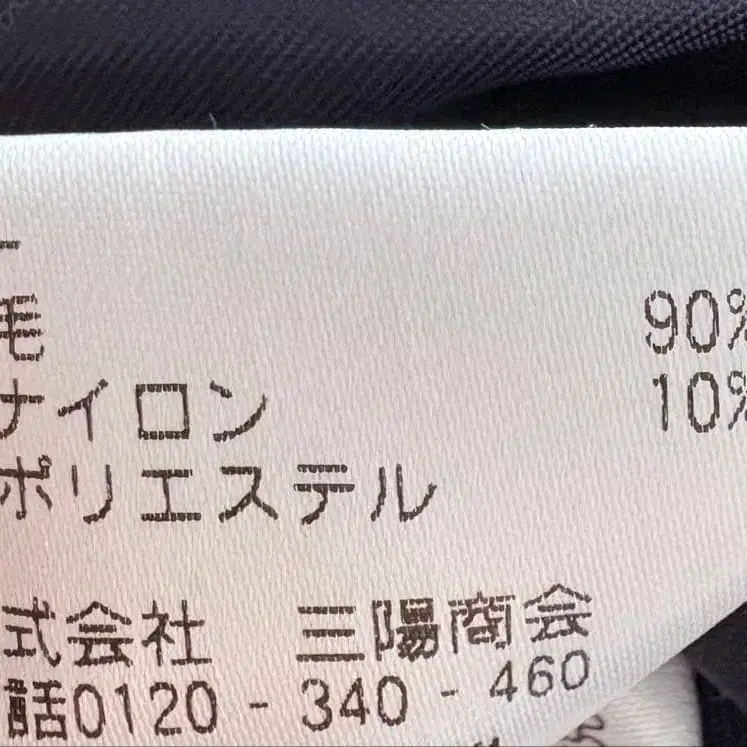 毛 90%
ナイロン 10%
ポリエステル
式会社 三陽商会
話0120-340-460